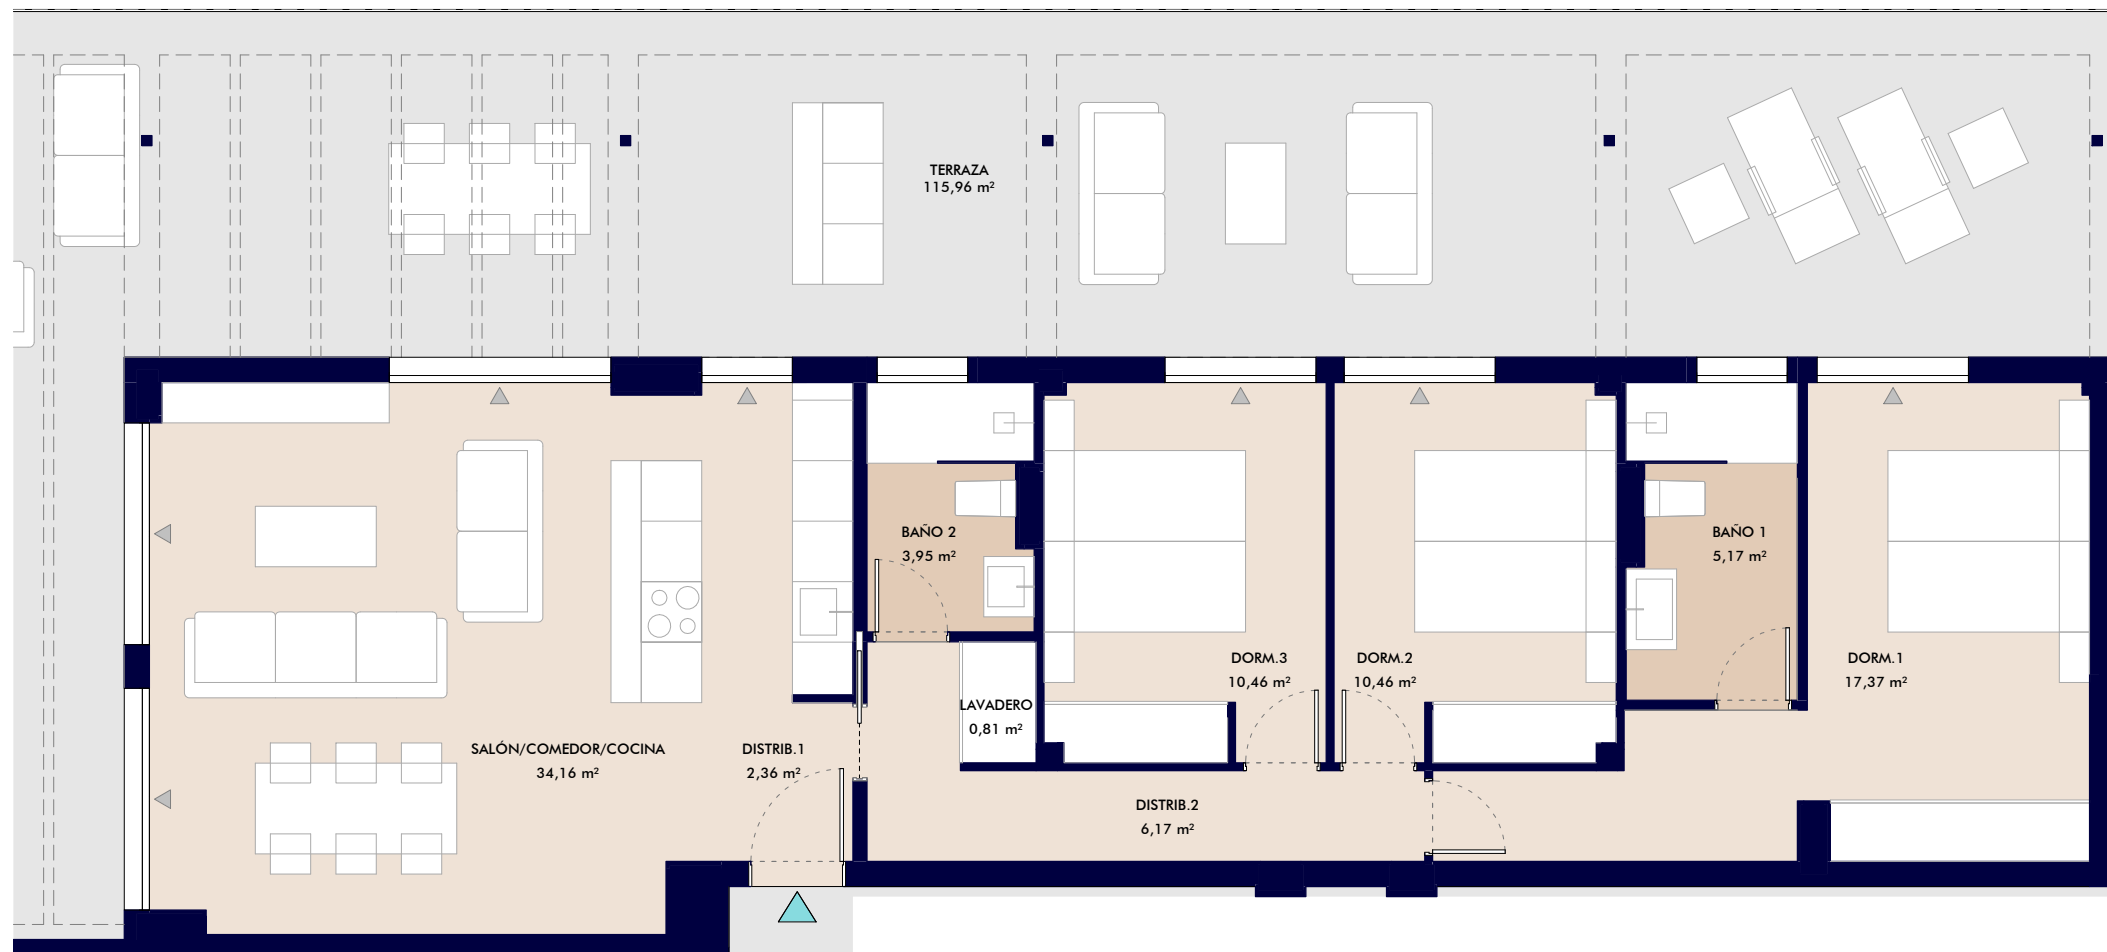 TERRAZA
115,96 m²
BAÑO 2
3,95 m²
BAÑO 1
5,17 m²
DORM.3
10,46 m²
DORM.2
10,46 m²
DORM.1
17,37 m²
LAVADERO
0,81 m²
SALÓN/COMEDOR/COCINA
34,16 m²
DISTRIB.1
2,36 m²
DISTRIB.2
6,17 m²